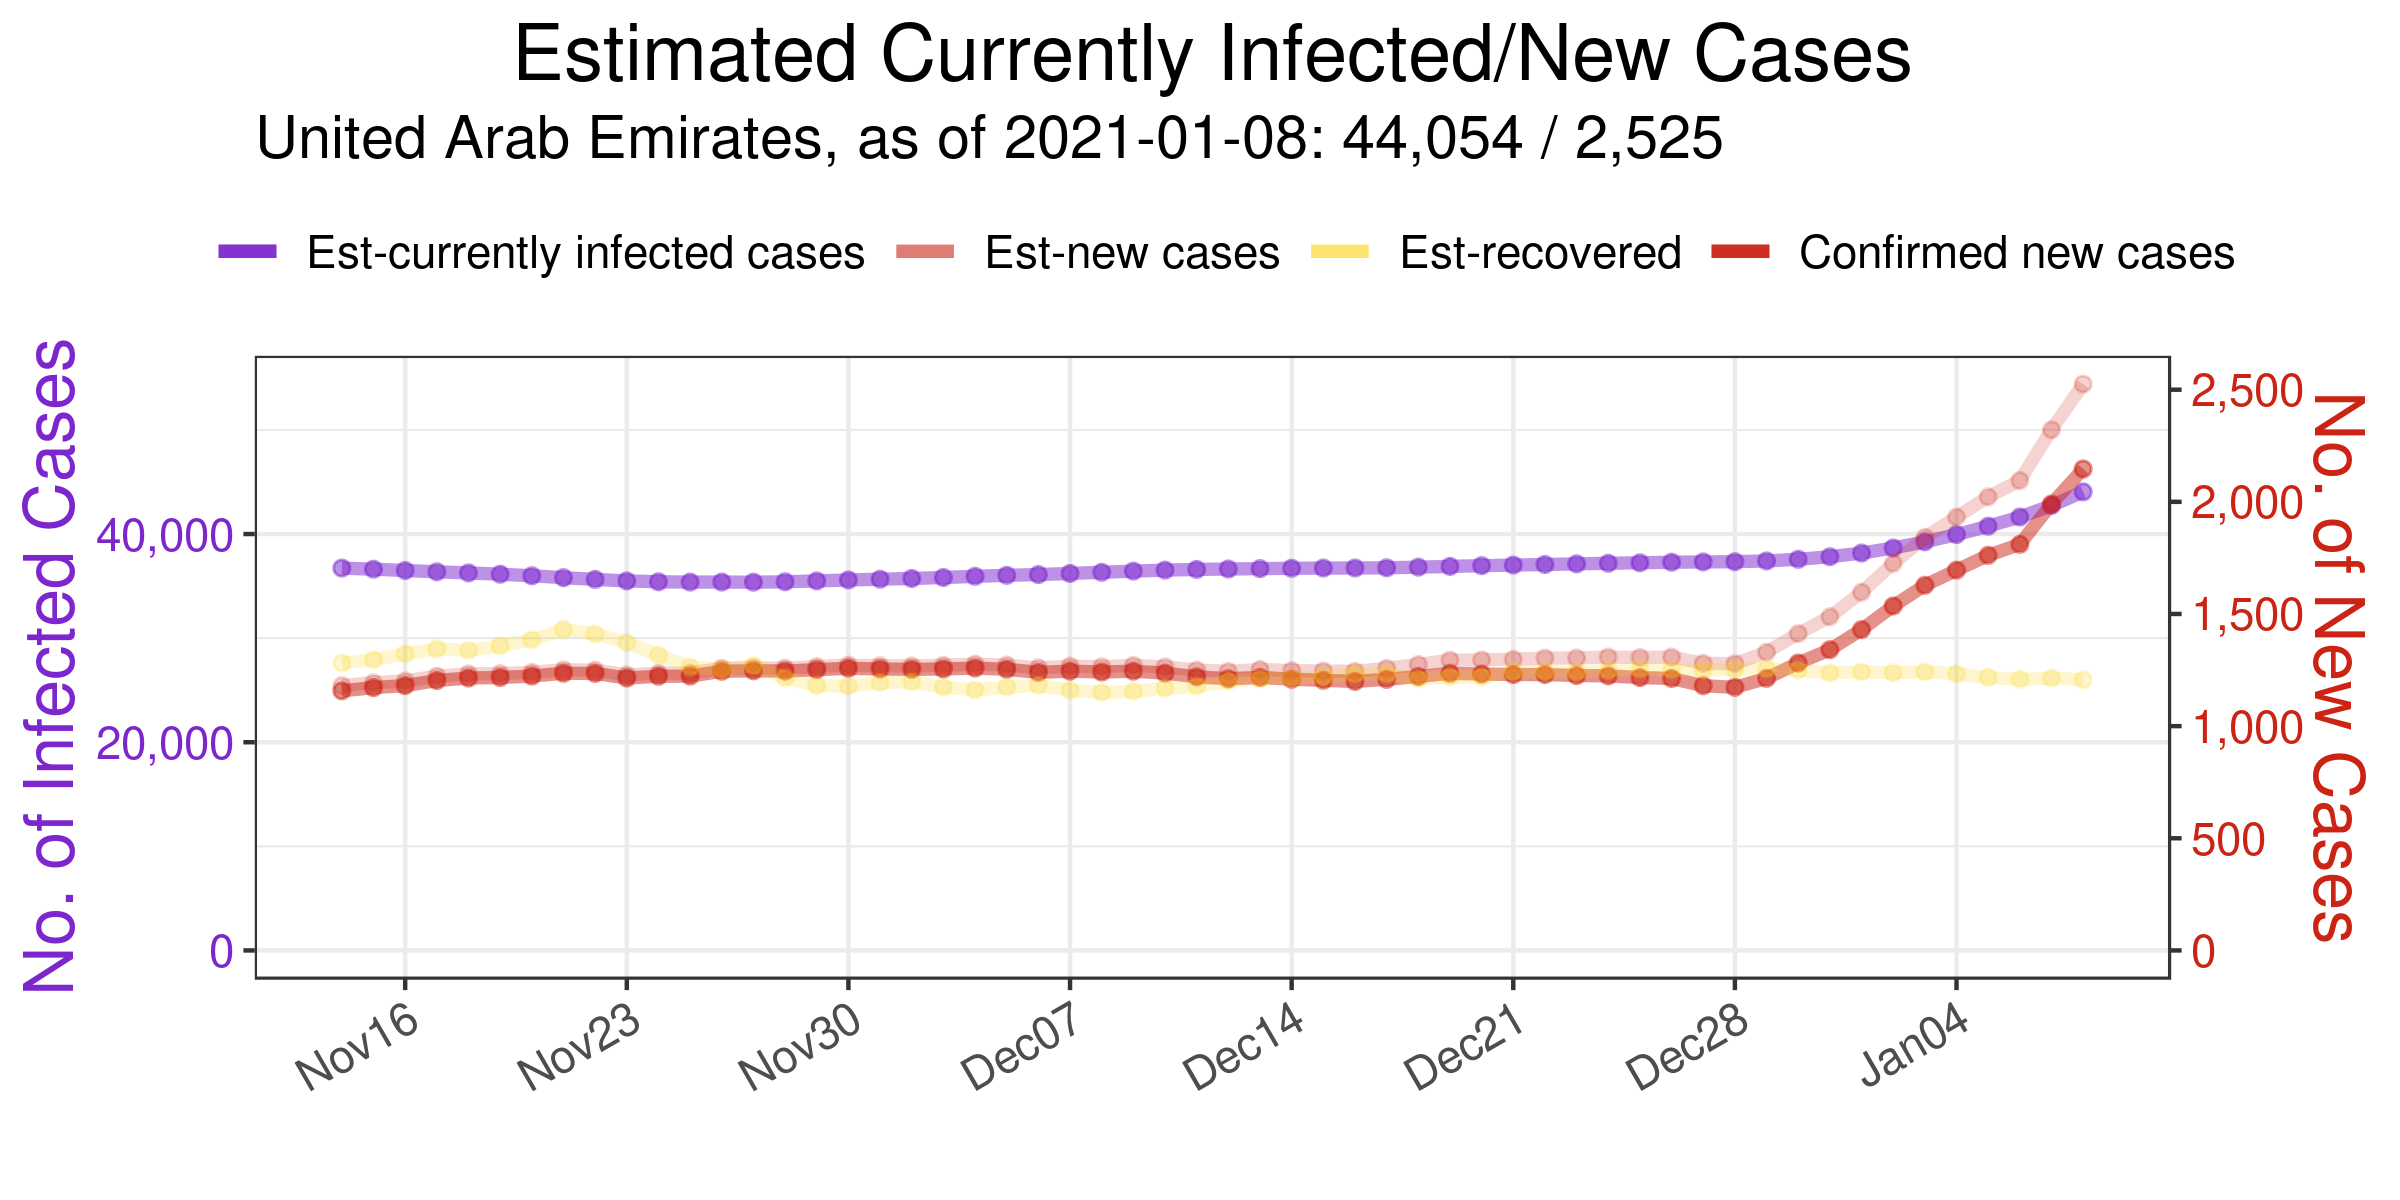 Estimated Currently Infected/New Cases
United Arab Emirates, as of 2021-01-08: 44,054 / 2,525
Est-currently infected cases Est-new cases Est-recovered Confirmed new cases
No. of Infected Cases
40,000
20,000
0
2,500
2,000
1,500
1,000
500
0
No. of New Cases
Nov16 Nov23 Nov30 Dec07 Dec14 Dec21 Dec28 Jan04